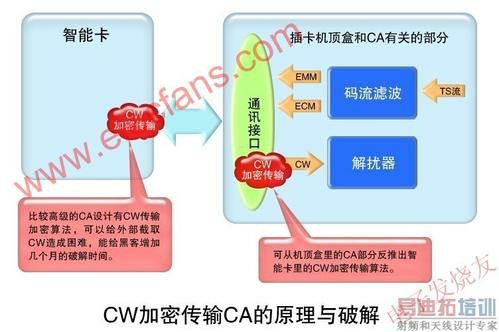 智能卡
插卡机顶盒和CA有关的部分
CW
加密传输
通讯接口
EMM
ECM
码流滤波
TS流
CW
加密传输
CW
解扰器
比较高级的CA设计有CW传输
加密算法，可以给外部截取
CW造成困难，能给黑客增加
几个月的破解时间。
可从机顶盒里的CA部分反推出智
能卡里的CW加密传输算法。
CW加密传输CA的原理与破解
www.elecfans.com
电子发烧友
易迪拓培训
射频和天线设计专家